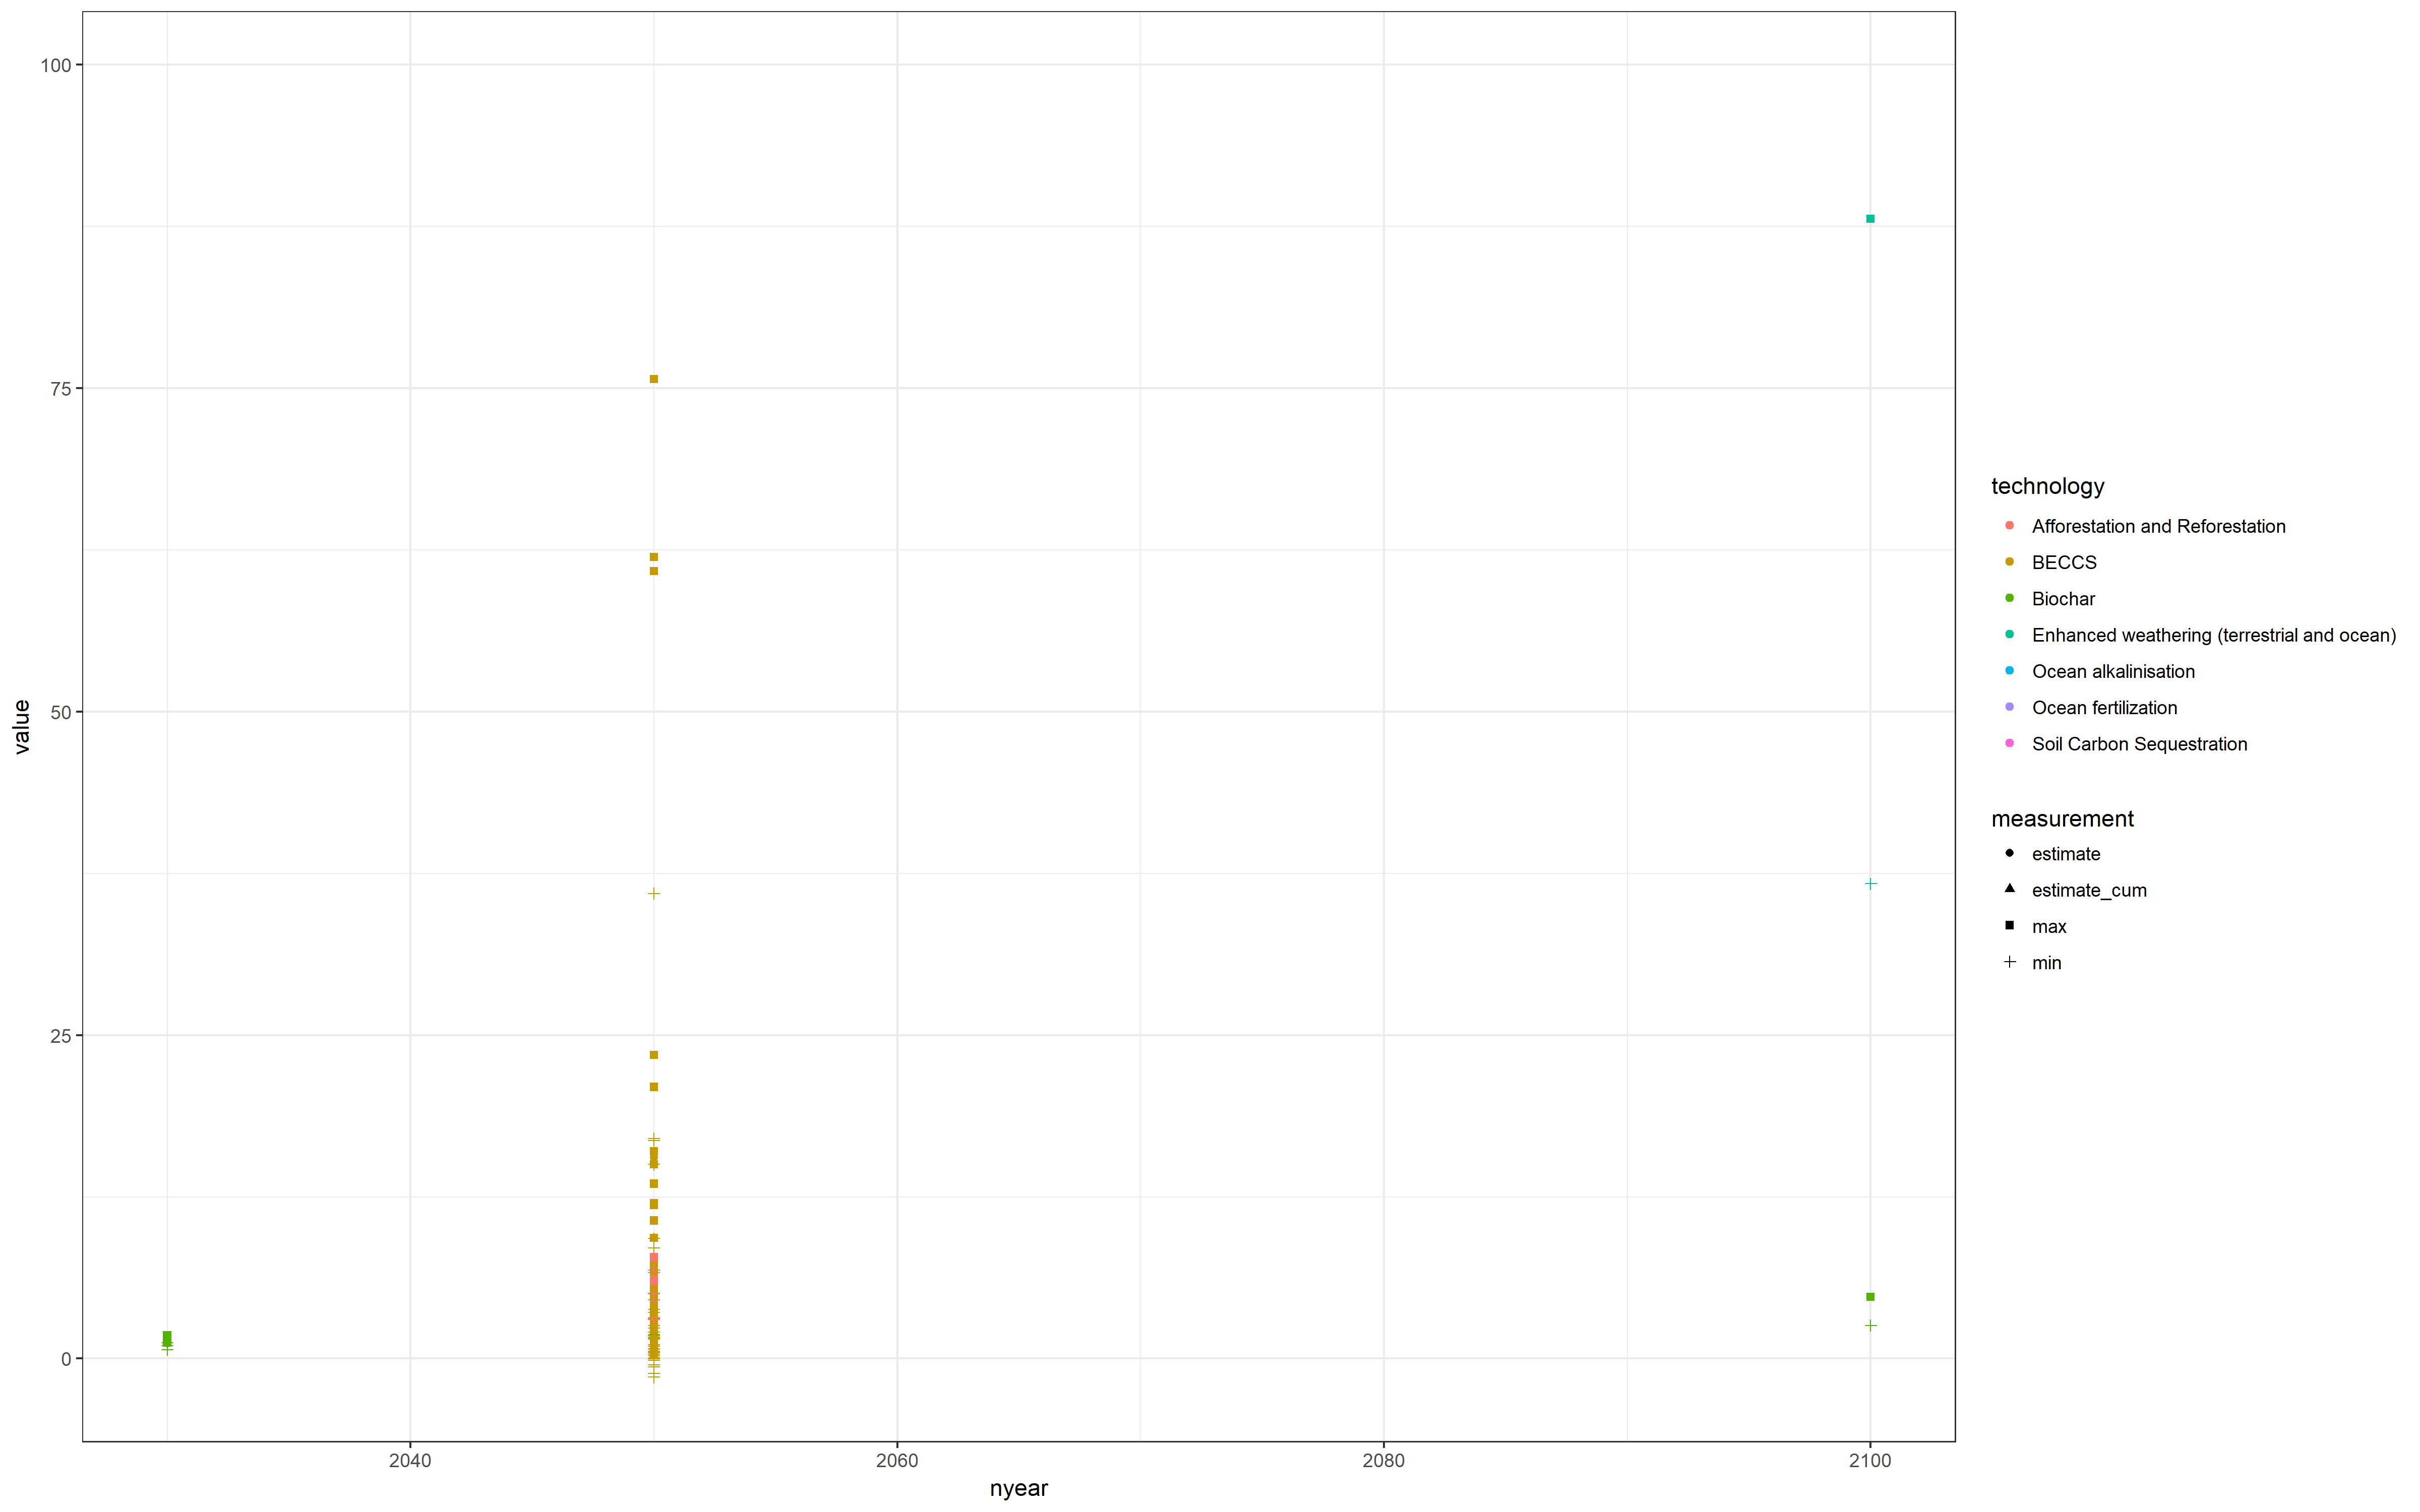 100
75
50
25
0
value
2040
2060
2080
2100
nyear
technology
Afforestation and Reforestation
BECCS
Biochar
Enhanced weathering (terrestrial and ocean)
Ocean alkalinisation
Ocean fertilization
Soil Carbon Sequestration
measurement
estimate
estimate_cum
max
min